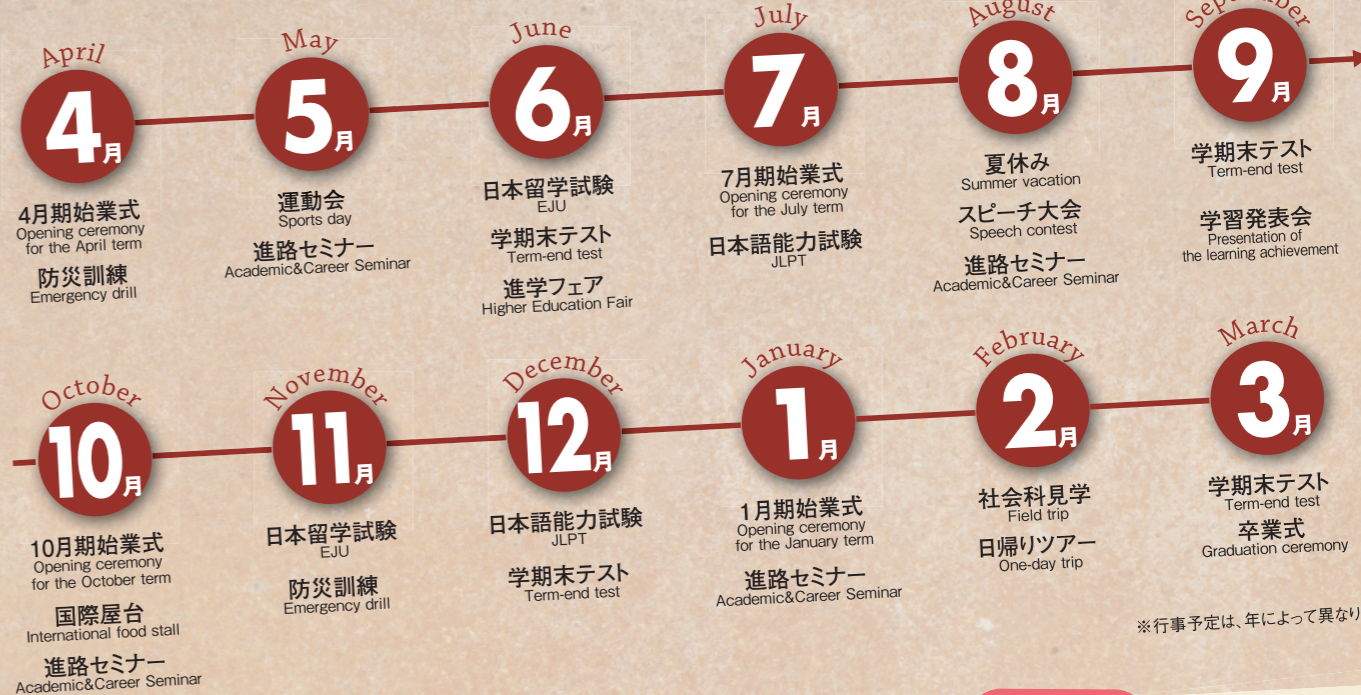 April
4月
4月期始業式
Opening ceremony
for the April term
防災訓練
Emergency drill
May
5月
運動会
Sports day
進路セミナー
Academic&Career Seminar
June
6月
日本留学試験
EJU
学期末テスト
Term-end test
進学フェア
Higher Education Fair
July
7月
7月期始業式
Opening ceremony
for the July term
日本語能力試験
JLPT
August
8月
夏休み
Summer vacation
スピーチ大会
Speech contest
進路セミナー
Academic&Career Seminar
September
9月
学期末テスト
Term-end test
学習発表会
Presentation of
the learning achievement
October
10月
10月期始業式
Opening ceremony
for the October term
国際屋台
International food stall
進路セミナー
Academic&Career Seminar
November
11月
日本留学試験
EJU
防災訓練
Emergency drill
December
12月
日本語能力試験
JLPT
学期末テスト
Term-end test
January
1月
1月期始業式
Opening ceremony
for the January term
進路セミナー
Academic&Career Seminar
February
2月
社会科見学
Field trip
日帰りツアー
One-day trip
March
3月
学期末テスト
Term-end test
卒業式
Graduation ceremony
※行事予定は、年によって異なり